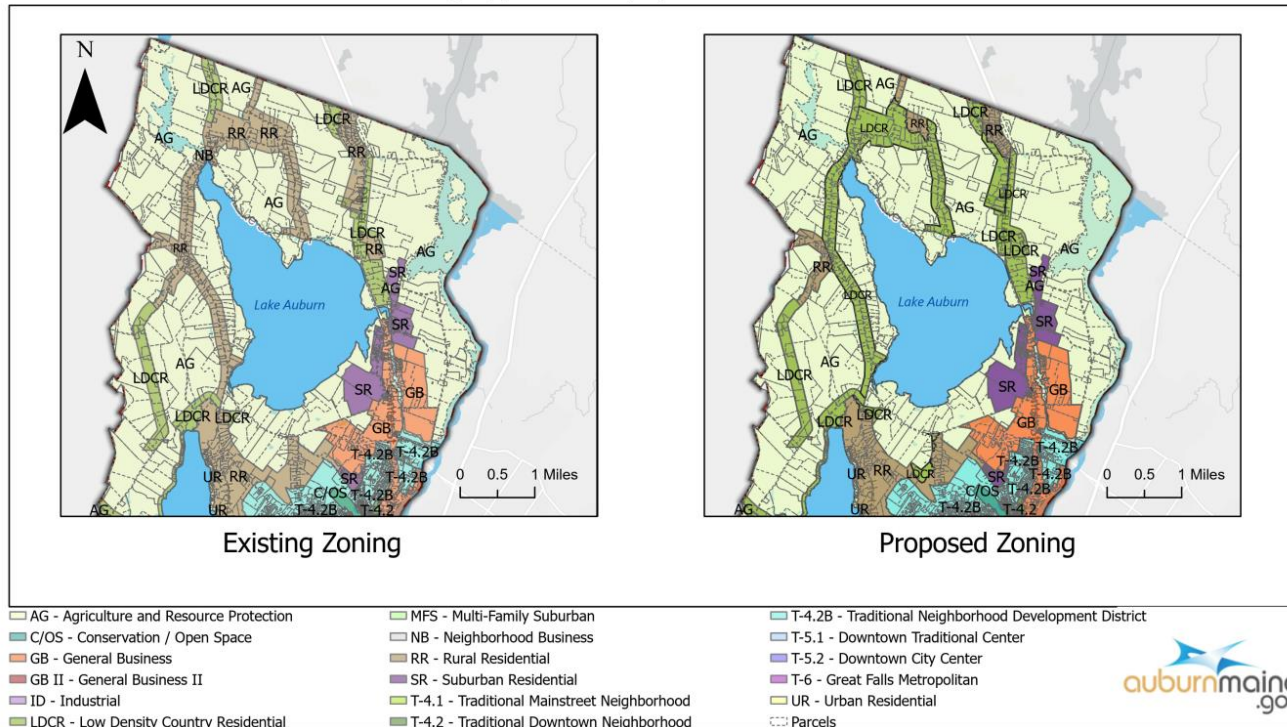 N
LDCR
AG
LDCR
RR
RR
AG
RR
NB
AG
RR
LDCR
RR
AG
SR
AG
Lake Auburn
SR
AG
LDCR
SR
GB
LDCR
LDCR
GB
T-4.2B
UR
RR
SR
T-4.2B
C/OS
T-4.2B
UR
T-4.2B
T-4.2
AG
0 0.5 1 Miles
Existing Zoning
LDCR
AG
LDCR
LDCR
RR
RR
AG
LDCR
AG
LDCR
LDCR
AG
RR
SR
AG
LDCR
Lake Auburn
SR
AG
LDCR
SR
GB
LDCR
LDCR
GB
T-4.2B
UR
RR
LDCR
SR
T-4.2B
C/OS
T-4.2B
UR
T-4.2B
T-4.2
AG
0 0.5 1 Miles
Proposed Zoning
AG - Agriculture and Resource Protection
C/OS - Conservation / Open Space
GB - General Business
GB II - General Business II
ID - Industrial
LDCR - Low Density Country Residential
MFS - Multi-Family Suburban
NB - Neighborhood Business
RR - Rural Residential
SR - Suburban Residential
T-4.1 - Traditional Mainstreet Neighborhood
T-4.2 - Traditional Downtown Neighborhood
T-4.2B - Traditional Neighborhood Development District
T-5.1 - Downtown Traditional Center
T-5.2 - Downtown City Center
T-6 - Great Falls Metropolitan
UR - Urban Residential
Parcels
auburnmaine
.gov